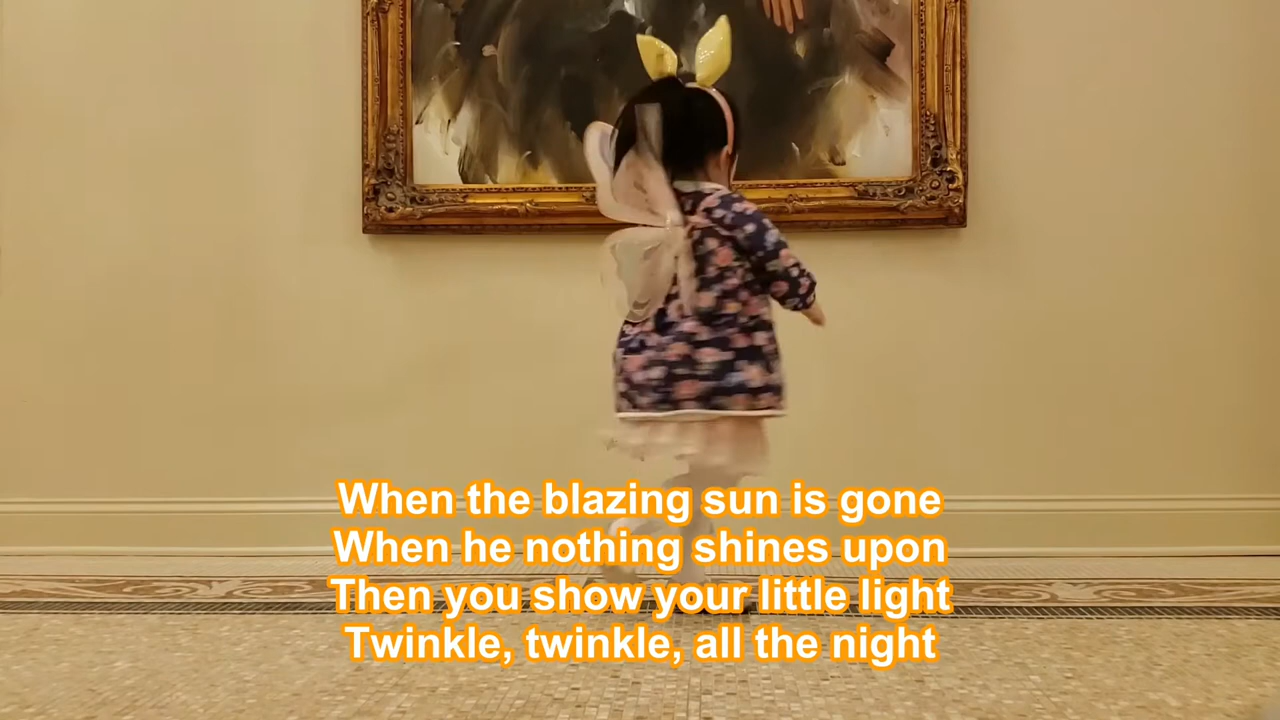 When the blazing sun is gone
When he nothing shines upon
Then you show your little light
Twinkle, twinkle, all the night